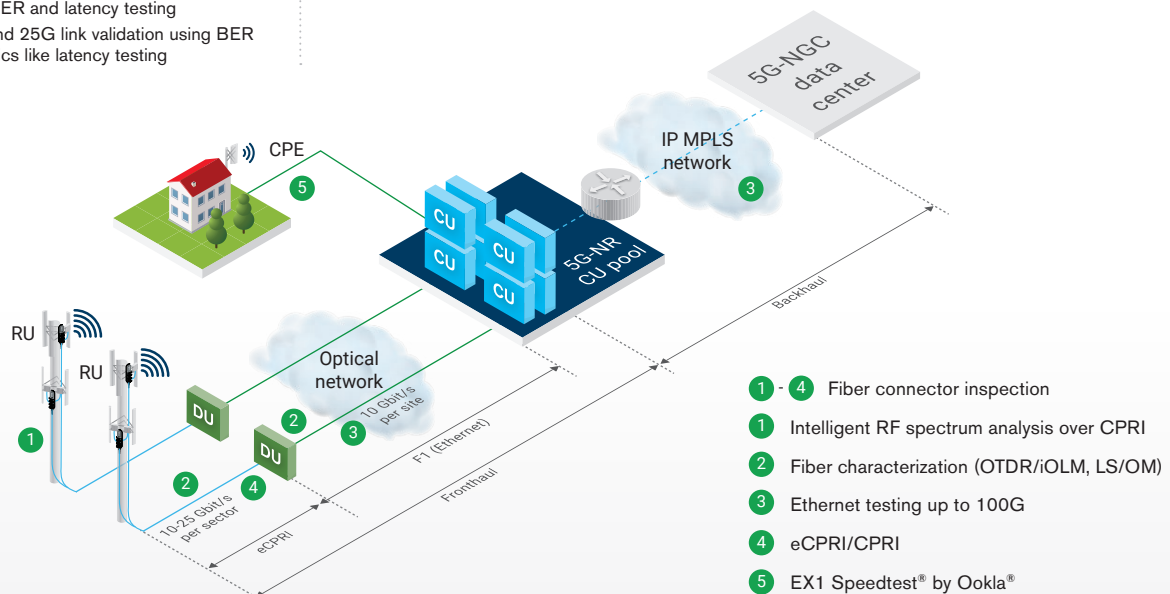 ER and latency testing
nd 25G link validation using BER
cs like latency testing
5G-NGC
data
center
IP MPLS
network
3
CPE
5
CU
CU
CU
CU
5G-NR
CU pool
Backhaul
RU
RU
Optical
network
DU
2
10 Gbit/s
per site
3
DU
1
F1 (Ethernet)
2
4
Fronthaul
10-25 Gbit/s
per sector
eCPRI
1 - 4 Fiber connector inspection
1 Intelligent RF spectrum analysis over CPRI
2 Fiber characterization (OTDR/iOLM, LS/OM)
3 Ethernet testing up to 100G
4 eCPRI/CPRI
5 EX1 Speedtest® by Ookla®